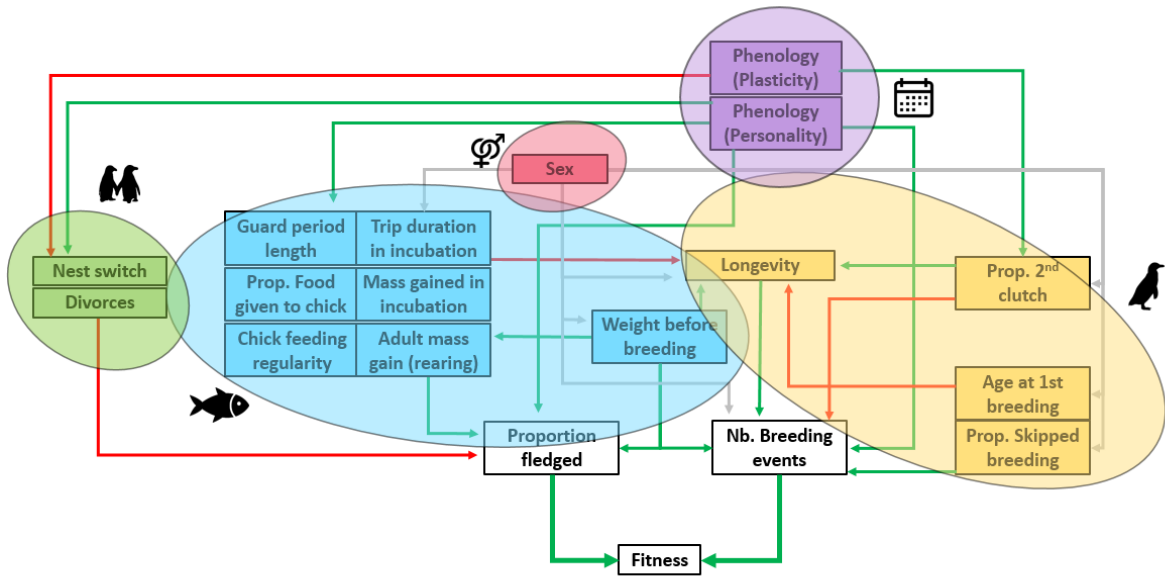 Phenology
(Plasticity)
Phenology
(Personality)
Sex
Guard period
length
Trip duration
in incubation
Nest switch
Divorces
Prop. Food
given to chick
Mass gained in
incubation
Longevity
Prop. 2nd
clutch
Chick feeding
regularity
Adult mass
gain (rearing)
Weight before
breeding
Age at 1st
breeding
Proportion
fledged
Nb. Breeding
events
Prop. Skipped
breeding
Fitness